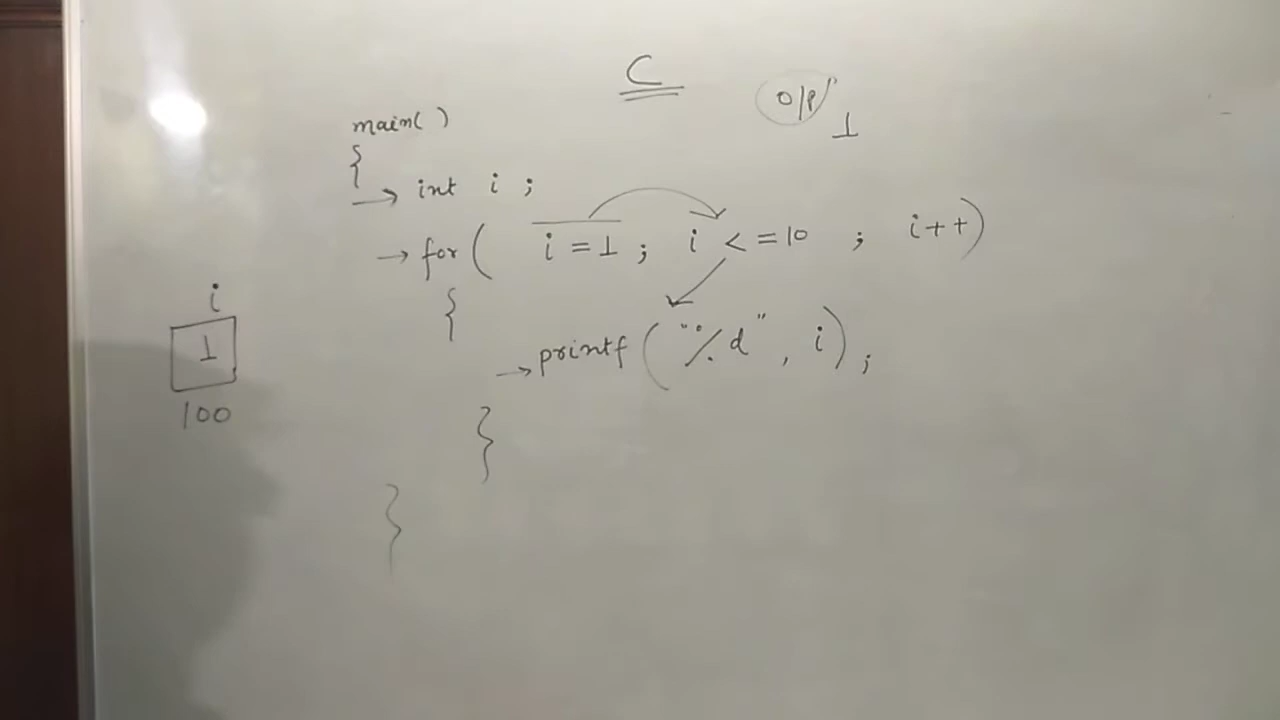 C
o/p
1
main( )
{
int i ;
for( i = 1 ; i < = 10 ; i++)
{
printf( "%d" , i) ;
}
}
i
1
100